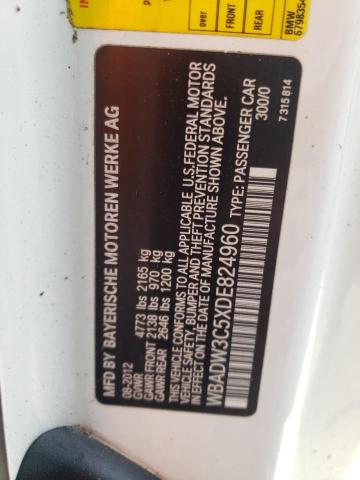 MFD BY BAYERISCHE MOTOREN WERKE AG
08-2012
GVWR 4773 lbs 2165 kg
GAWR FRONT 2138 lbs 970 kg
GAWR REAR 2646 lbs 1200 kg
THIS VEHICLE CONFORMS TO ALL APPLICABLE U.S.FEDERAL MOTOR
VEHICLE SAFETY, BUMPER AND THEFT PREVENTION STANDARDS IN
EFFECT ON THE DATE OF MANUFACTURE SHOWN ABOVE.
WBADW3C5XDE824960 TYPE: PASSENGER CAR
300/0
7 315 814
over
FRONT
REAR
BMW
6798354